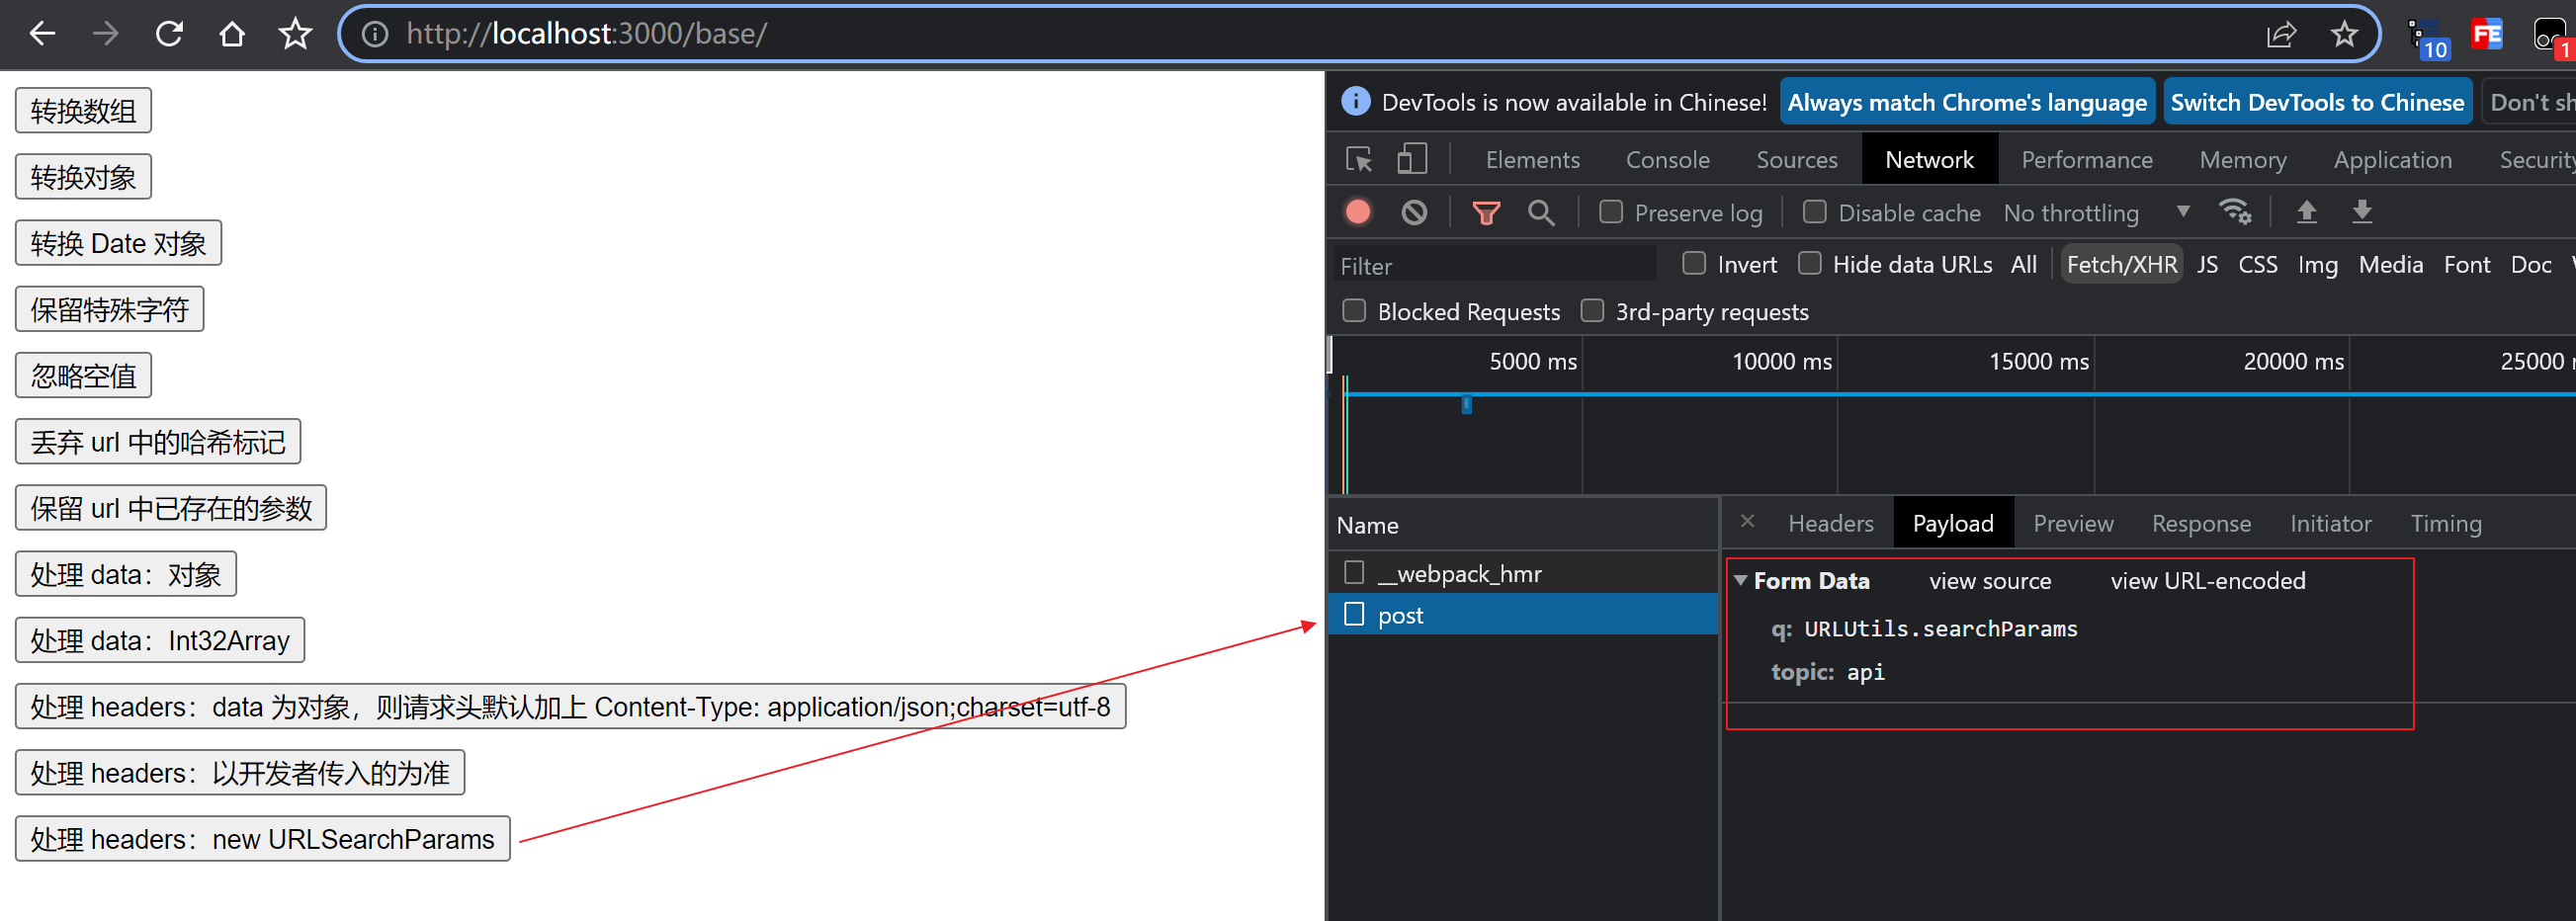 http://localhost:3000/base/
10
FE
1
转换数组
转换对象
转换 Date 对象
保留特殊字符
忽略空值
丢弃 url 中的哈希标记
保留 url 中已存在的参数
处理 data：对象
处理 data：Int32Array
处理 headers：data 为对象，则请求头默认加上 Content-Type: application/json;charset=utf-8
处理 headers：以开发者传入的为准
处理 headers：new URLSearchParams
DevTools is now available in Chinese! Always match Chrome's language Switch DevTools to Chinese Don't sh
Elements Console Sources Network Performance Memory Application Security
Preserve log Disable cache No throttling
Filter Invert Hide data URLs All Fetch/XHR JS CSS Img Media Font Doc
Blocked Requests 3rd-party requests
5000 ms 10000 ms 15000 ms 20000 ms 25000
Name
__webpack_hmr
post
× Headers Payload Preview Response Initiator Timing
Form Data view source view URL-encoded
q: URLUtils.searchParams
topic: api